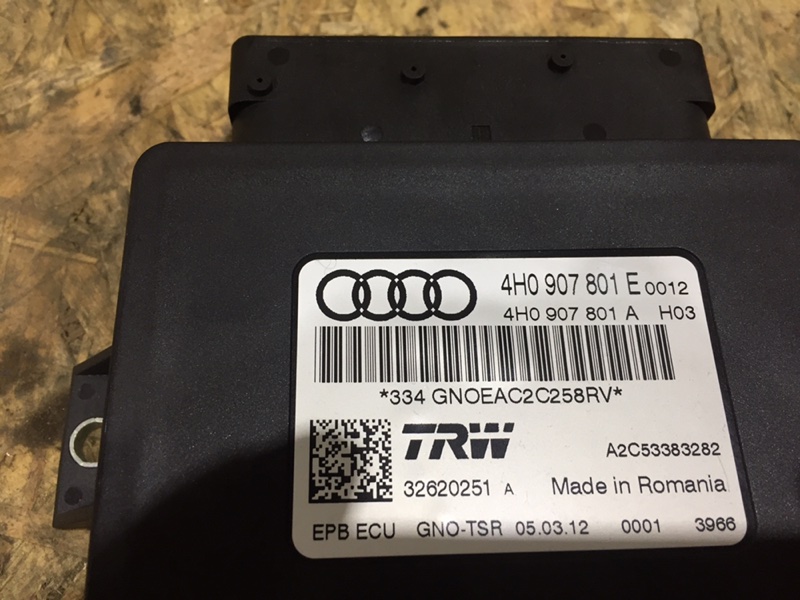 4H0 907 801 E 0012
4H0 907 801 A H03
*334 GNOEAC2C258RV*
TRW A2C53383282
32620251 A Made in Romania
EPB ECU GNO-TSR 05.03.12 0001 3966